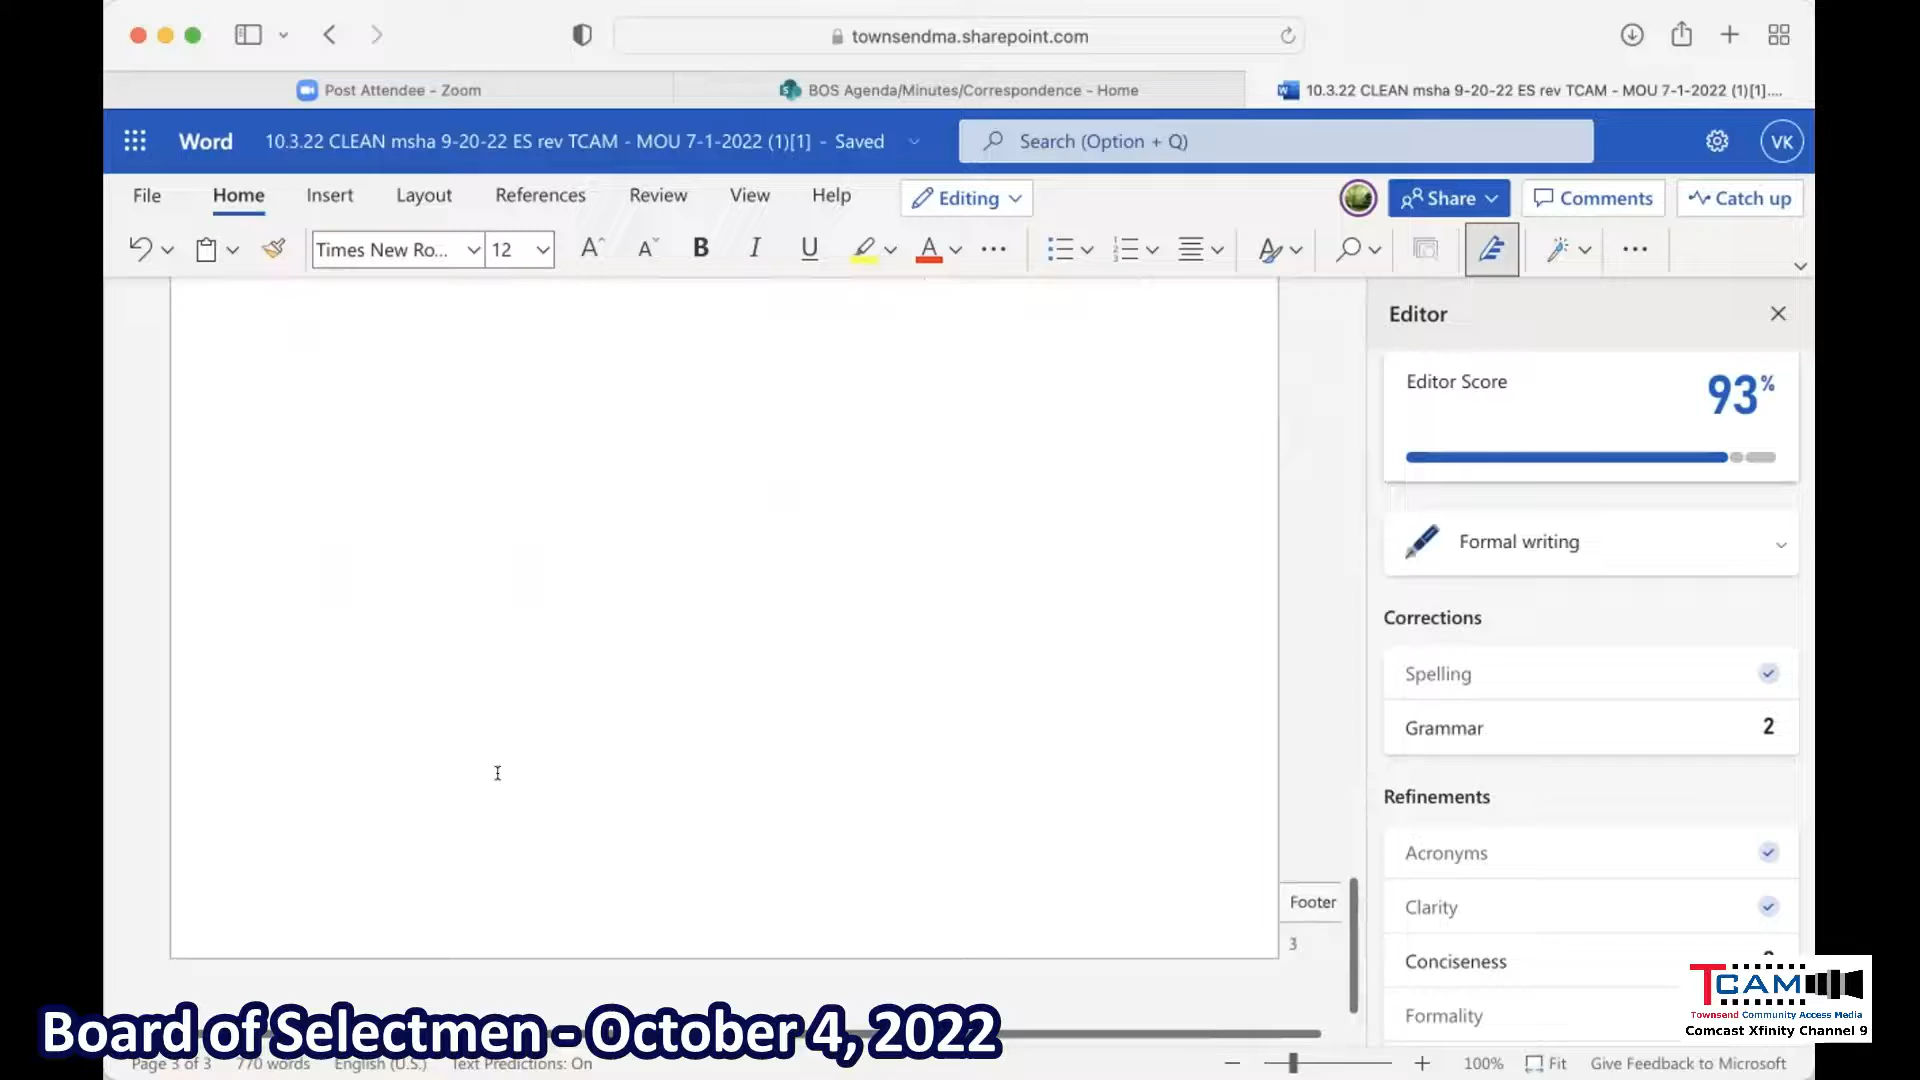 townsendma.sharepoint.com
Post Attendee - Zoom
BOS Agenda/Minutes/Correspondence - Home
10.3.22 CLEAN msha 9-20-22 ES rev TCAM - MOU 7-1-2022 (1)[1]....
Word
10.3.22 CLEAN msha 9-20-22 ES rev TCAM - MOU 7-1-2022 (1)[1] - Saved
Search (Option + Q)
VK
File
Home
Insert
Layout
References
Review
View
Help
Editing
Share
Comments
Catch up
Times New Ro...
12
B
I
U
Editor
Editor Score
93%
Formal writing
Corrections
Spelling
Grammar
2
Refinements
Acronyms
Clarity
Conciseness
Formality
Footer
3
TCAM
Townsend Community Access Media
Comcast Xfinity Channel 9
Board of Selectmen - October 4, 2022
Page 3 of 3
770 words
English (U.S.)
Text Predictions: On
100%
Fit
Give Feedback to Microsoft